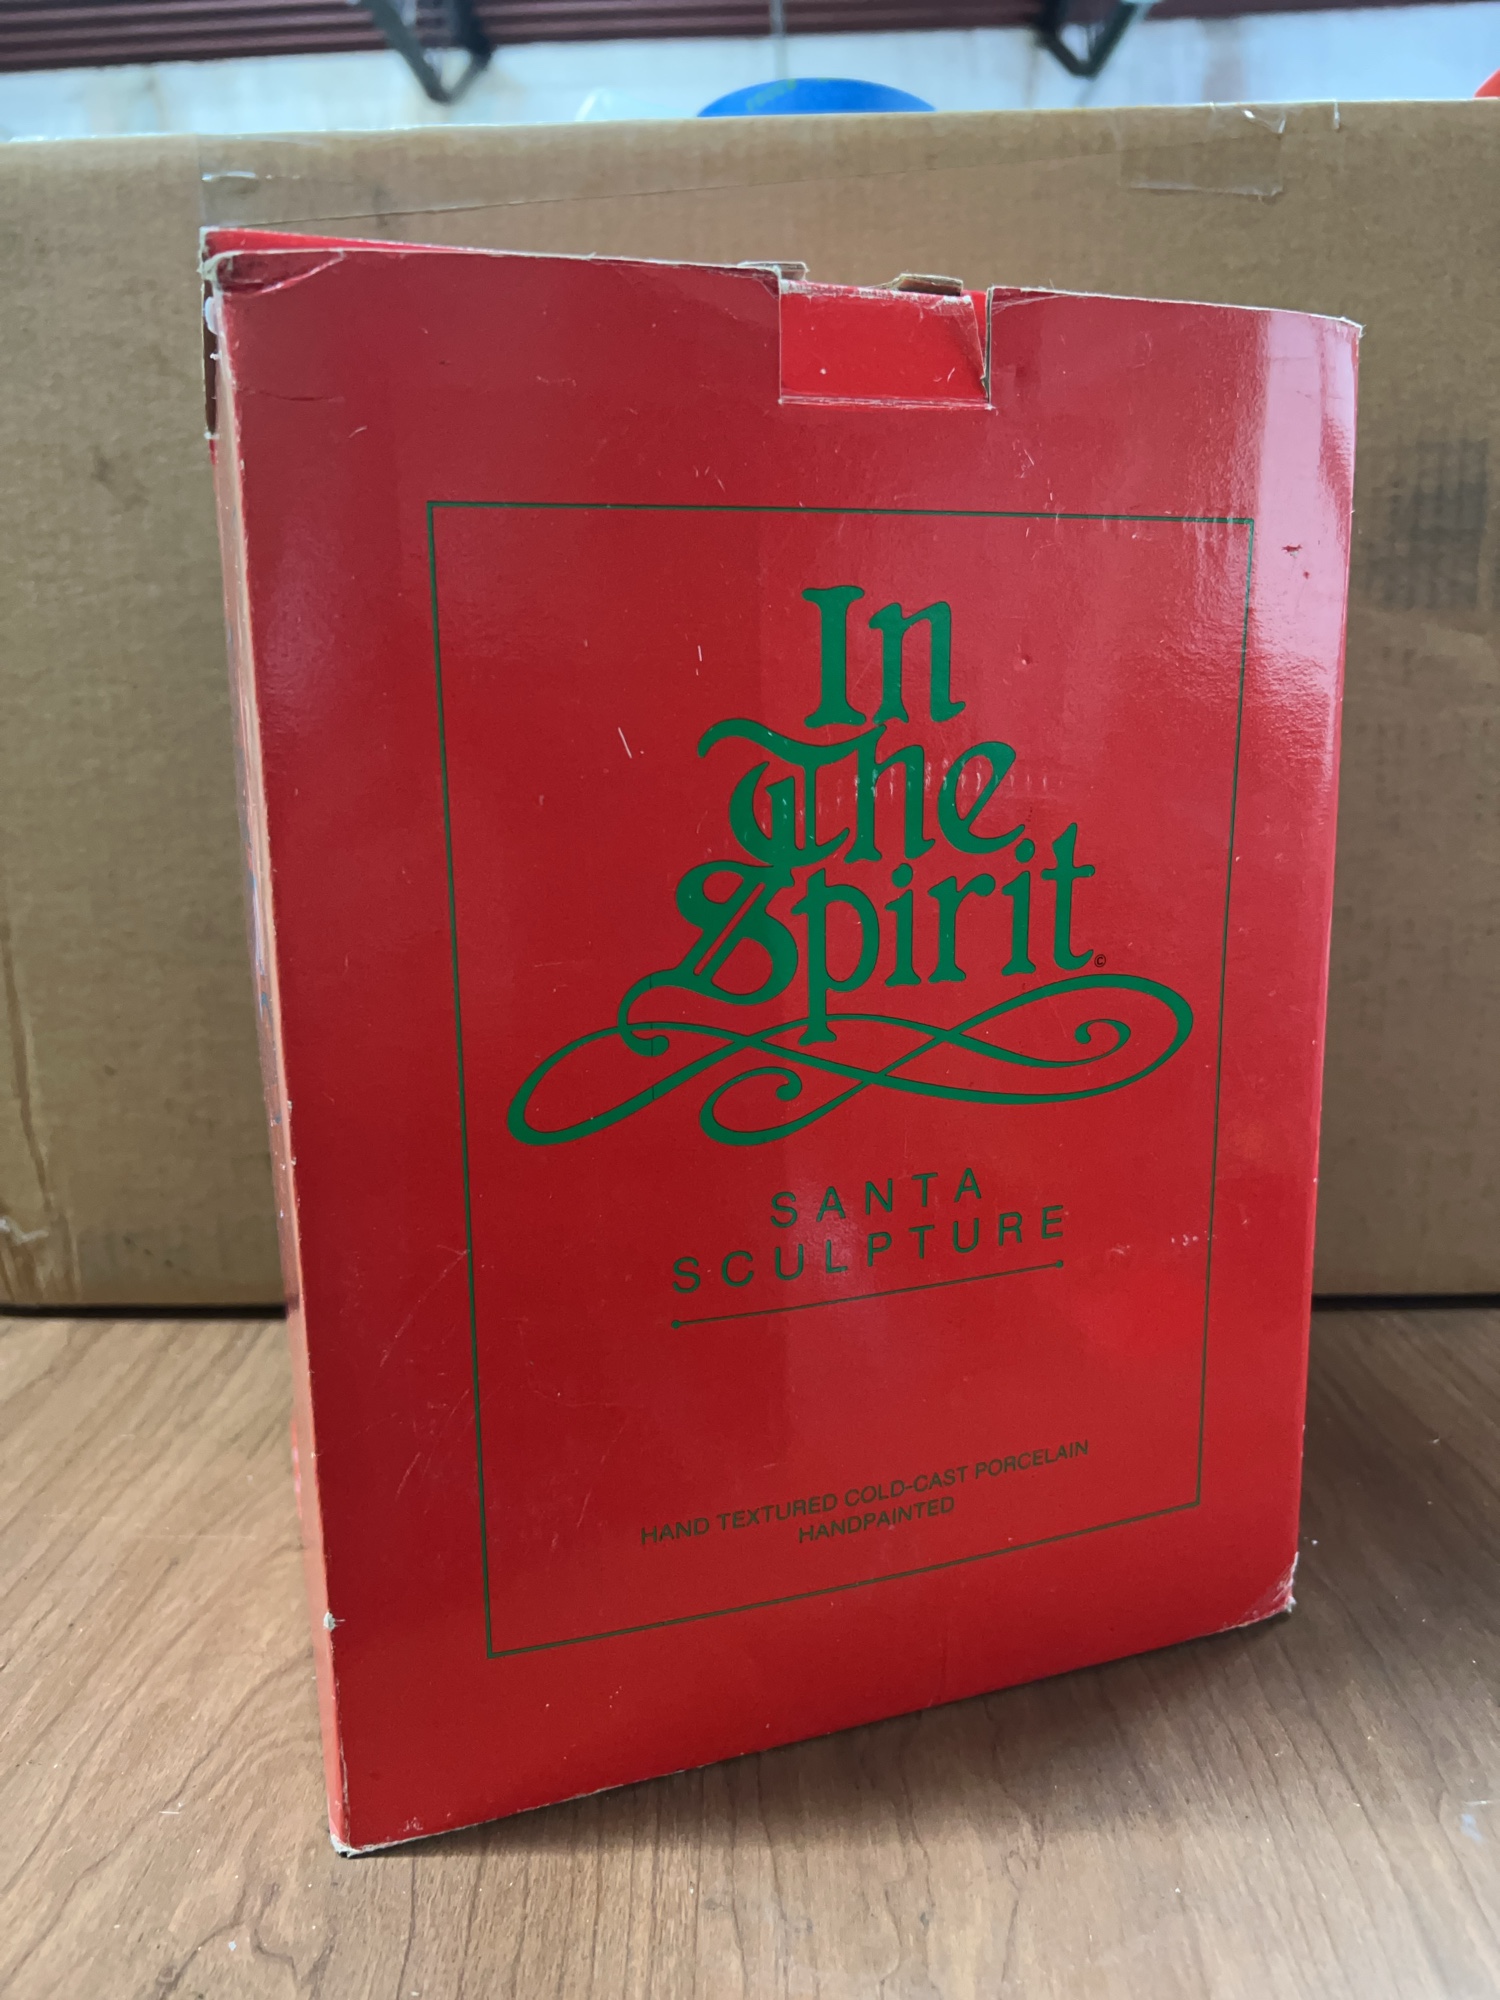 In
The
Spirit©
SANTA
SCULPTURE
HAND TEXTURED COLD-CAST PORCELAIN
HANDPAINTED